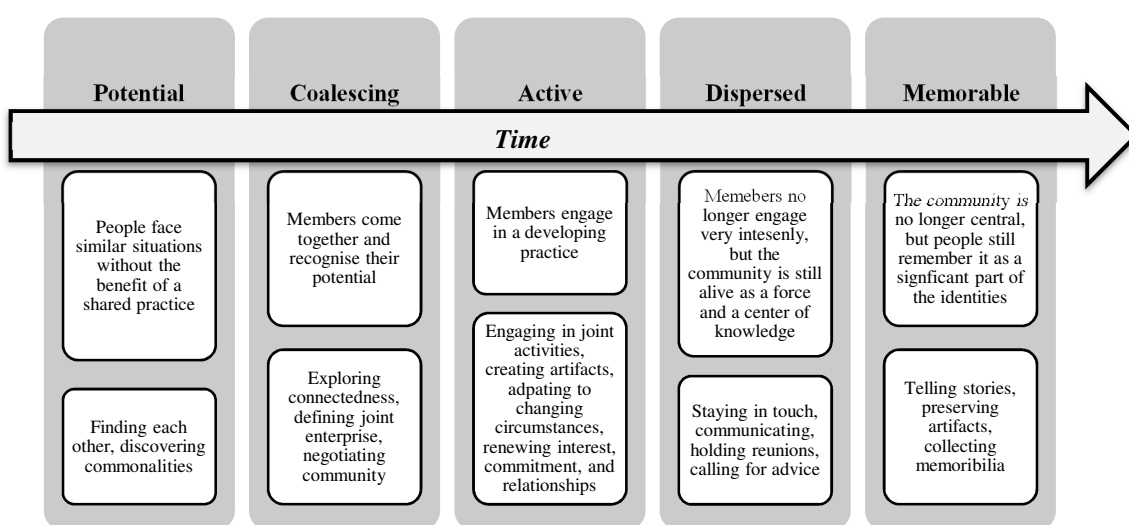 Potential
Coalescing
Active
Dispersed
Memorable
Time
People face
similar situations
without the
benefit of a
shared practice
Finding each
other, discovering
commonalities
Members come
together and
recognise their
potential
Exploring
connectedness,
defining joint
enterprise,
negotiating
community
Members engage
in a developing
practice
Engaging in joint
activities,
creating artifacts,
adpating to
changing
circumstances,
renewing interest,
commitment, and
relationships
Memebers no
longer engage
very intesenly,
but the
community is still
alive as a force
and a center of
knowledge
Staying in touch,
communicating,
holding reunions,
calling for advice
The community is
no longer central,
but people still
remember it as a
signficant part of
the identities
Telling stories,
preserving
artifacts,
collecting
memoribilia